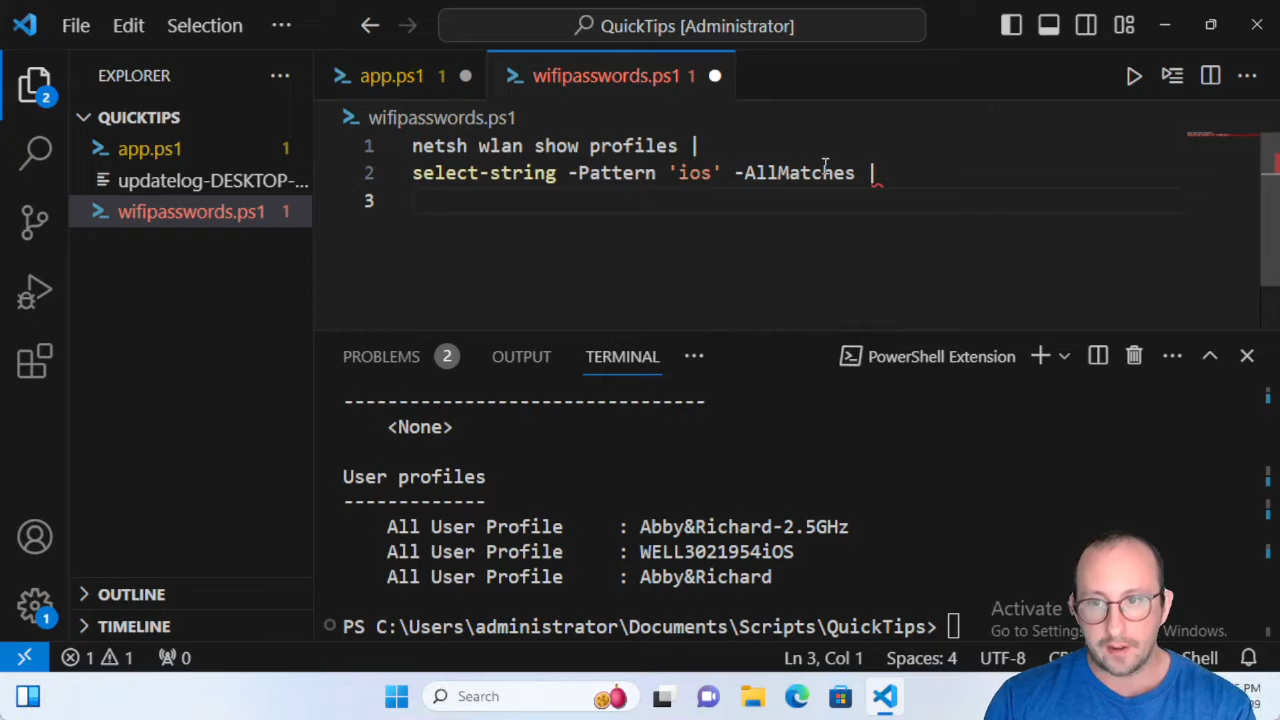 File Edit Selection ···
QuickTips [Administrator]
EXPLORER ···
app.ps1 1
wifipasswords.ps1 1
QUICKTIPS
wifipasswords.ps1
app.ps1 1
updatelog-DESKTOP-...
wifipasswords.ps1 1
1 netsh wlan show profiles |
2 select-string -Pattern 'ios' -AllMatches |
3
2
PROBLEMS 2 OUTPUT TERMINAL ··· PowerShell Extension
--------------------------------
<None>
User profiles
-------------
All User Profile : Abby&Richard-2.5GHz
All User Profile : WELL3021954iOS
All User Profile : Abby&Richard
PS C:\Users\administrator\Documents\Scripts\QuickTips>
OUTLINE
TIMELINE
1
Activate
Go to Settings Windows.
1 1 0 Ln 3, Col 1 Spaces: 4 UTF-8
Search
PM